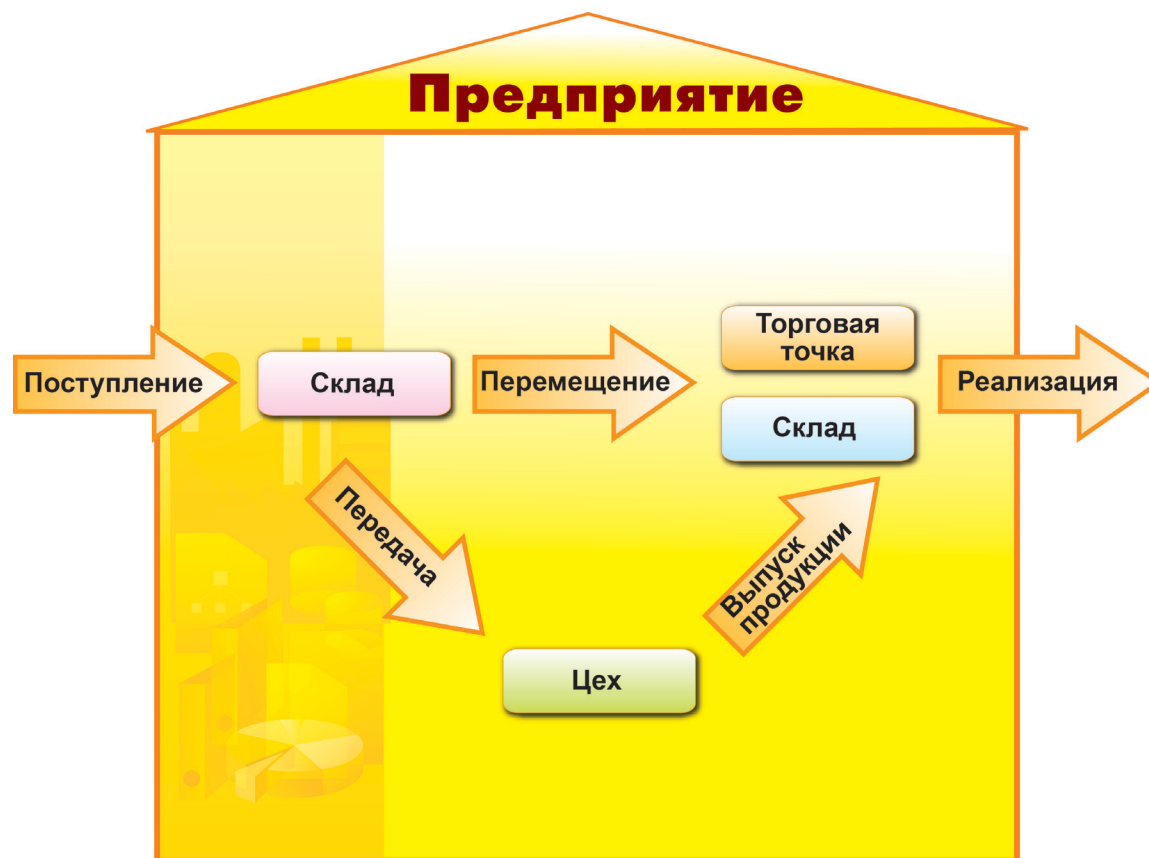 Предприятие
Поступление
Склад
Перемещение
Торговая
точка
Склад
Реализация
Передача
Выпуск
продукции
Цех